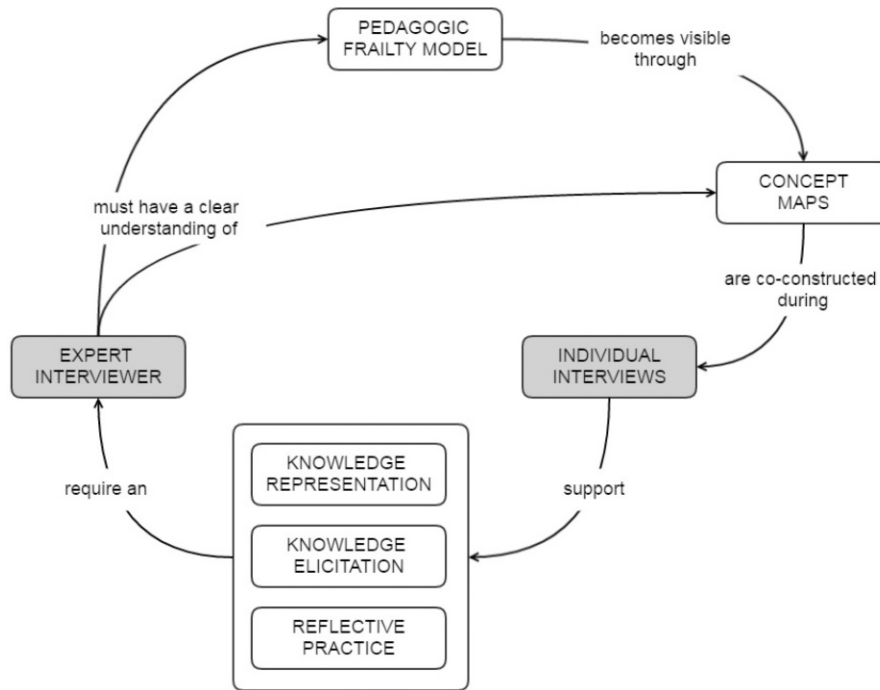 PEDAGOGIC
FRAILTY MODEL
becomes visible
through
CONCEPT
MAPS
must have a clear
understanding of
are co-constructed
during
EXPERT
INTERVIEWER
INDIVIDUAL
INTERVIEWS
KNOWLEDGE
REPRESENTATION
require an
support
KNOWLEDGE
ELICITATION
REFLECTIVE
PRACTICE